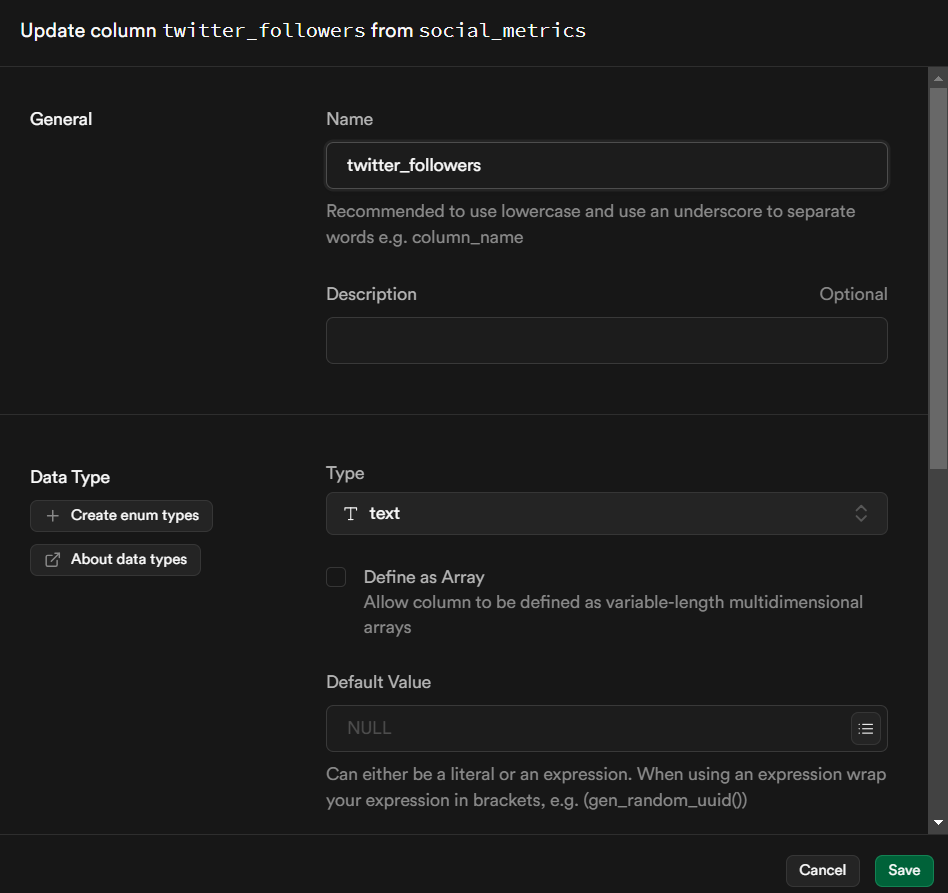 Update column twitter_followers from social_metrics
General
Name
twitter_followers
Recommended to use lowercase and use an underscore to separate
words e.g. column_name
Description
Optional
Data Type
Create enum types
About data types
Type
text
Define as Array
Allow column to be defined as variable-length multidimensional
arrays
Default Value
NULL
Can either be a literal or an expression. When using an expression wrap
your expression in brackets, e.g. (gen_random_uuid())
Cancel
Save